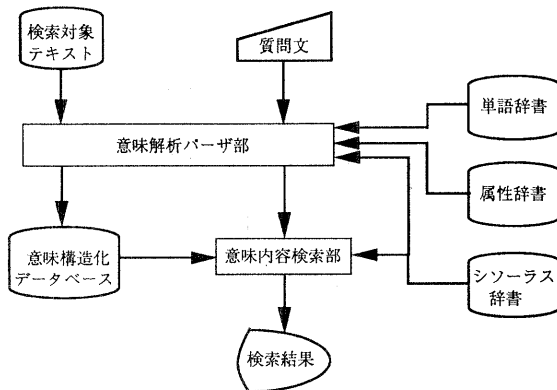 検索対象
テキスト
質問文
単語辞書
意味解析パーザ部
属性辞書
意味構造化
データベース
意味内容検索部
シソーラス
辞書
検索結果